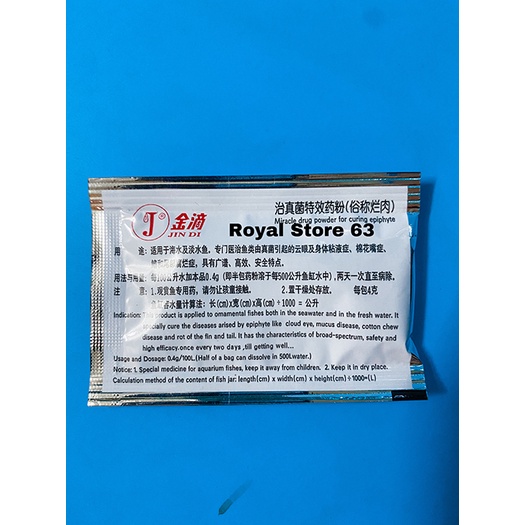 J
®
金滴
JIN DI
治真菌特效药粉(俗称烂肉)
Miracle drug powder for curing epiphyte
Royal Store 63
用 途:适用于海水及淡水鱼。专门医治鱼类由真菌引起的云眼及身体粘液症、棉花嘴症、
腐烂症。具有广谱、高效、安全特点。
用法与用量:每100公升水加本品0.4g(即半包药粉溶于每500公升鱼缸水中),两天一次直至病除。
注 意:1.观赏鱼专用药,请勿让孩童接触。 2.置干燥处存放。 每包4克
水量计算法:长(cm)×宽(cm)×高(cm)÷1000=公升
Indication: This product is applied to omamental fishes both in the seawater and in the fresh water. It
specially cure the diseases arised by epiphyte like cloud eye, mucus disease, cotton chew
disease and rot of the fin and tail. It has the characteristics of broad-spectrum, safety and
high efficacy.once every two days ,till getting well...
Usage and Dosage: 0.4g/100L.(Half of a bag can dissolve in 500Lwater.)
Notice: 1. Special medicine for aquarium fishes, keep it away from children. 2. Keep it in dry place.
Calculation method of the content of fish jar: length(cm) x width(cm) x height(cm)÷1000=(L)